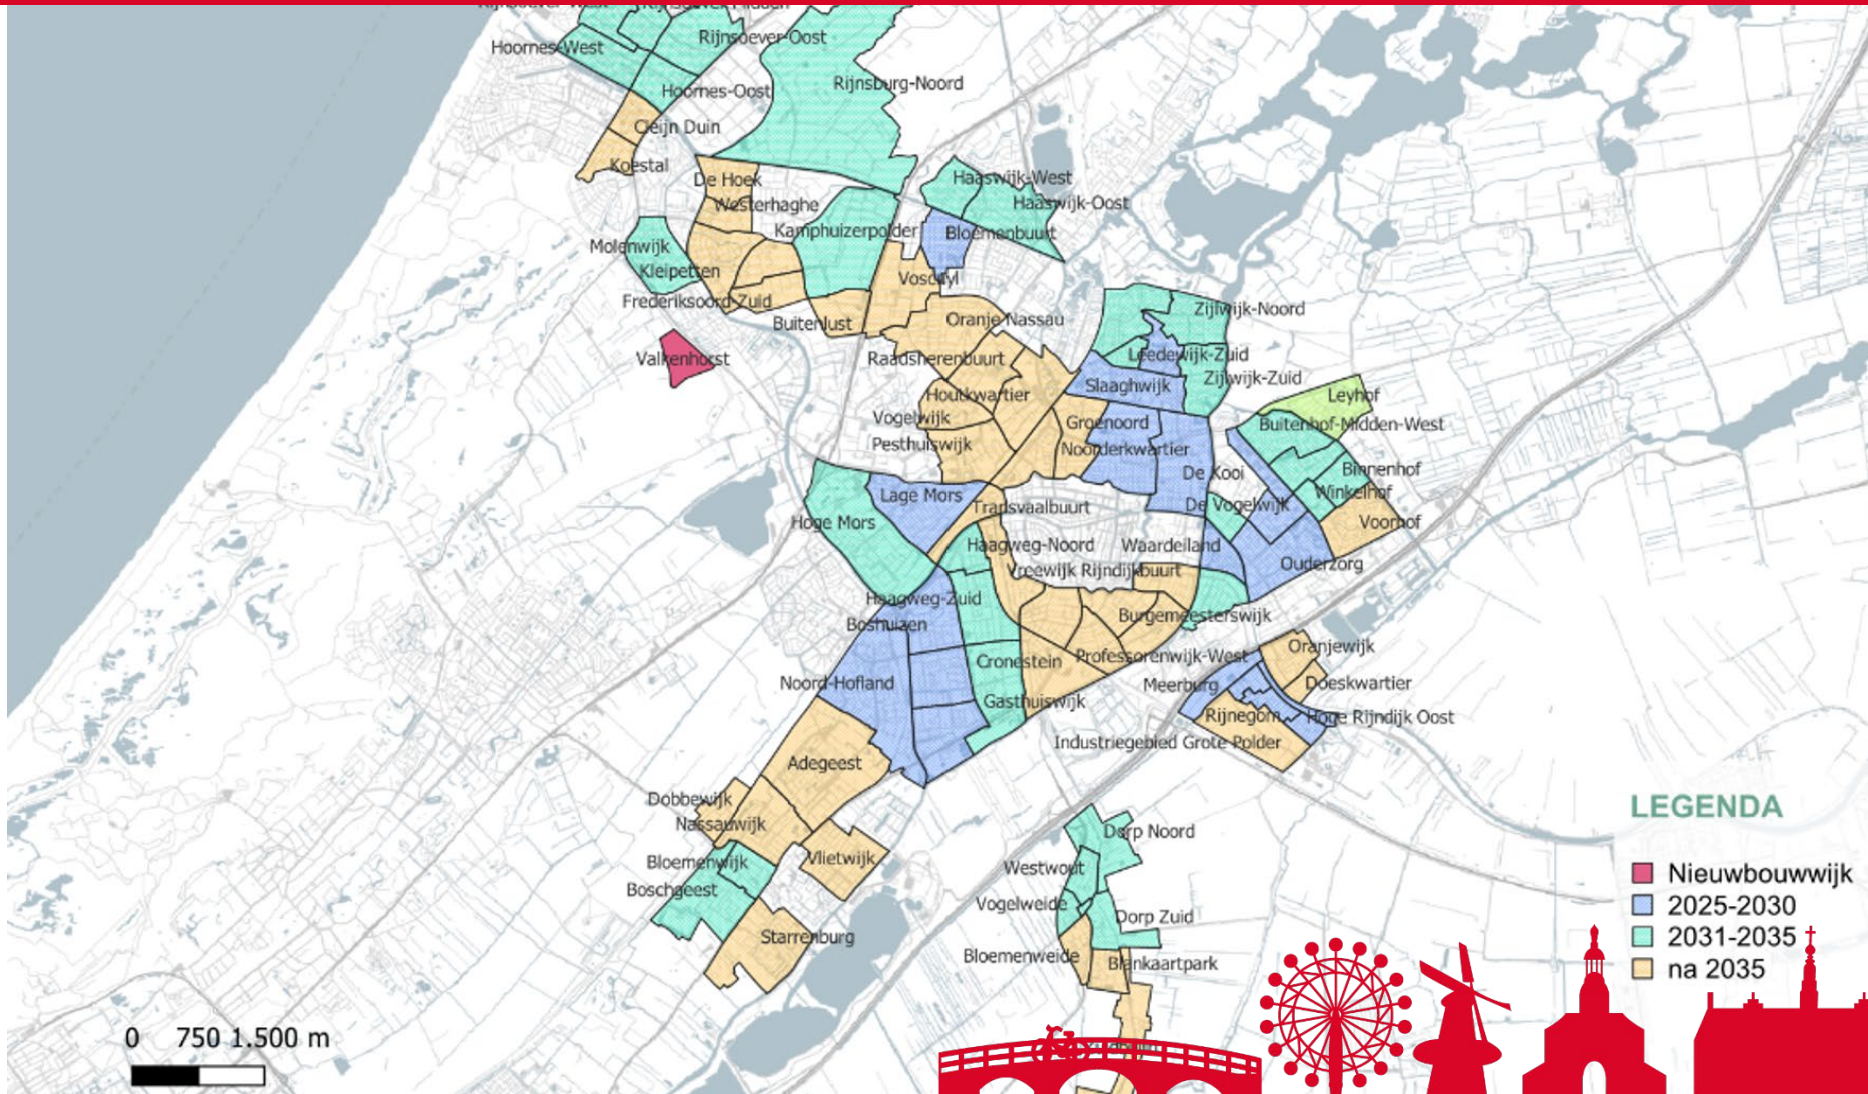 Rijnsoever-Oost
Hoornes-West
Rijnsburg-Noord
Hoornes-Oost
Cleijn Duin
Koestal
De Hoek
Haaswijk-West
Westerhaghe
Haaswijk-Oost
Kamphuizerpolder
Bloemenbuurt
Molenwijk
Kleipetten
Voscuyl
Frederiksoord-Zuid
Zijlwijk-Noord
Buitenlust
Oranje Nassau
Valkenhorst
Raadsherenbuurt
Leedewijk-Zuid
Zijlwijk-Zuid
Slaaghwijk
Houtkwartier
Leyhof
Vogelwijk
Groenoord
Buitenhof-Midden-West
Pesthuiswijk
Noorderkwartier
De Kooi
Binnenhof
Lage Mors
Winkelhof
Transvaalbuurt
De Vogelwijk
Hoge Mors
Voorhof
Haagweg-Noord
Waardeiland
Ouderzorg
Vreewijk
Rijndijkbuurt
Haagweg-Zuid
Burgemeesterswijk
Boshuizen
Oranjewijk
Cronestein
Professorenwijk-West
Noord-Hofland
Meerburg
Doeskwartier
Gasthuiswijk
Rijnegom
Hoge Rijndijk Oost
Industriegebied Grote Polder
Adegeest
Dobbewijk
Nassauwijk
Dorp Noord
Bloemenwijk
Vlietwijk
Westwout
Boschgeest
Vogelweide
Dorp Zuid
Starrenburg
Bloemenweide
Blankaartpark
LEGENDA
Nieuwbouwwijk
2025-2030
2031-2035
na 2035
0 750 1.500 m